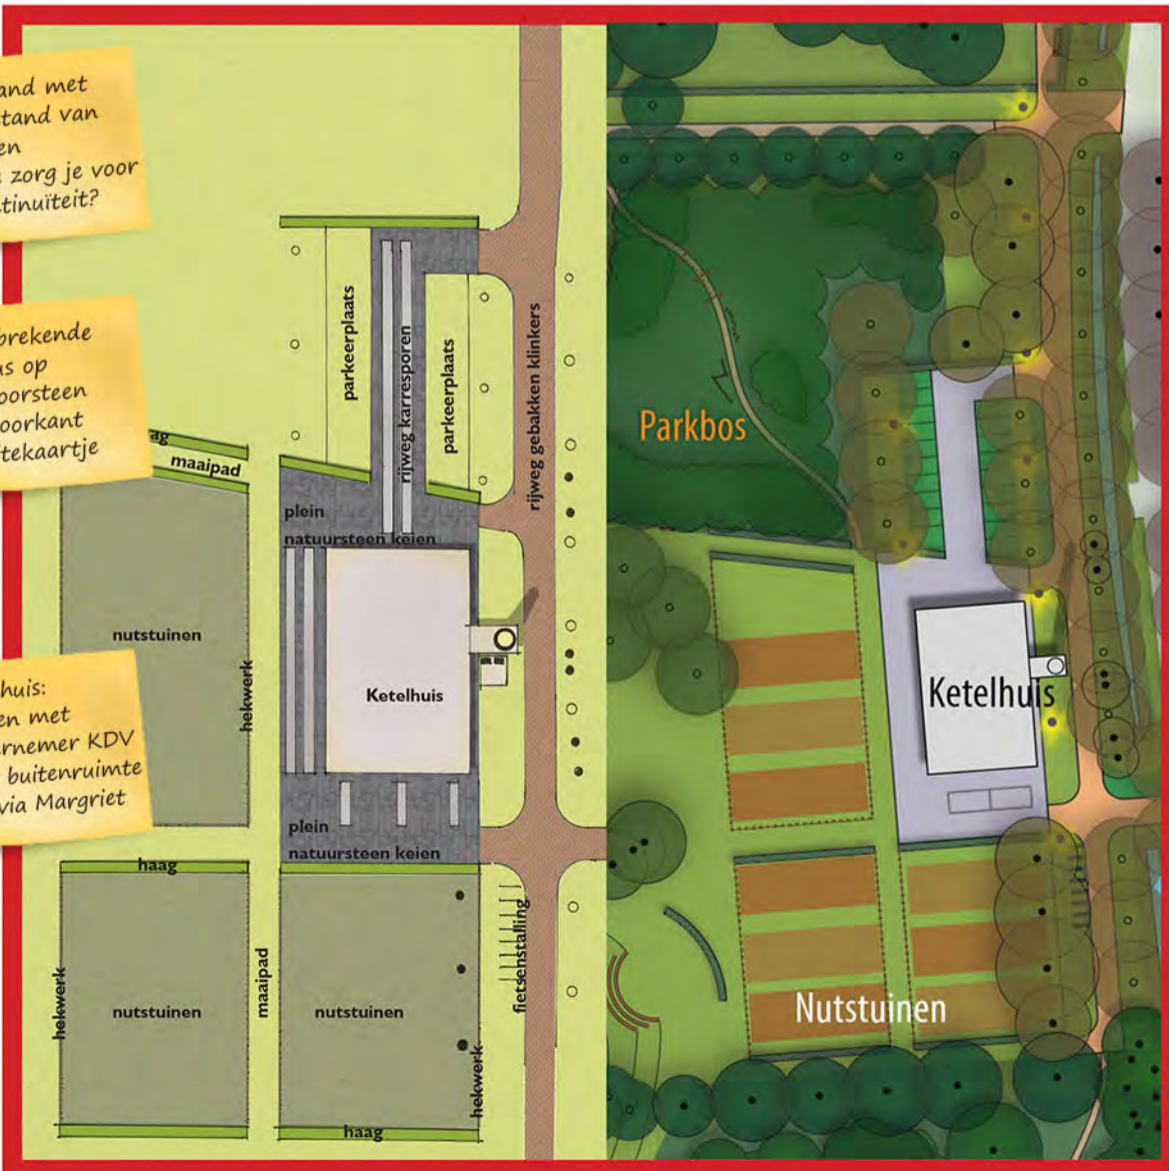 and met
tand van
en
zorg je voor
tinuïteit?
brekende
us op
oorsteen
oorkant
tekaartje
huis:
en met
ernemer KDV
buitenruimte
via Margriet
ag
maaipad
nutstuinen
hekwerk
haag
hekwerk
nutstuinen
maaipad
nutstuinen
hekwerk
haag
parkeerplaats
rijweg karresporen
parkeerplaats
rijweg gebakken klinkers
plein
natuursteen keien
Ketelhuis
plein
natuursteen keien
fietsenstalling
Parkbos
Ketelhuis
Nutstuinen